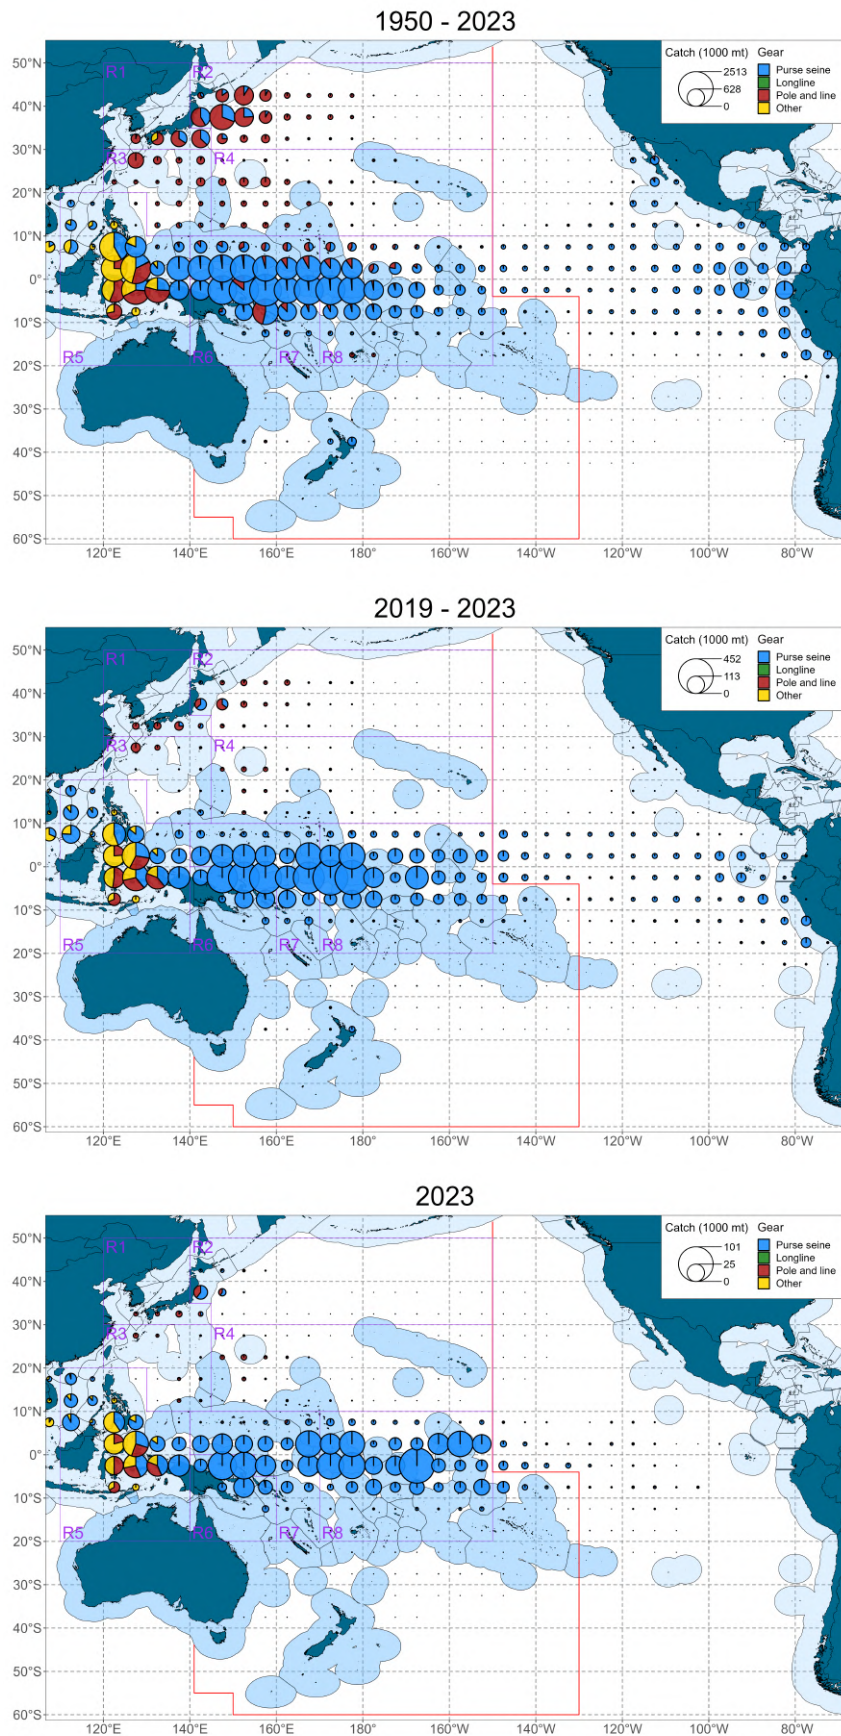 1950 - 2023
50°N
40°N
30°N
20°N
10°N
0°
10°S
20°S
30°S
40°S
50°S
60°S
R1
R2
R3
R4
R5
R6
R7
R8
Catch (1000 mt)
2513
628
0
Gear
Purse seine
Longline
Pole and line
Other
120°E 140°E 160°E 180° 160°W 140°W 120°W 100°W 80°W
2019 - 2023
50°N
40°N
30°N
20°N
10°N
0°
10°S
20°S
30°S
40°S
50°S
60°S
R1
R2
R3
R4
R5
R6
R7
R8
Catch (1000 mt)
452
113
0
Gear
Purse seine
Longline
Pole and line
Other
120°E 140°E 160°E 180° 160°W 140°W 120°W 100°W 80°W
2023
50°N
40°N
30°N
20°N
10°N
0°
10°S
20°S
30°S
40°S
50°S
60°S
R1
R2
R3
R4
R5
R6
R7
R8
Catch (1000 mt)
101
25
0
Gear
Purse seine
Longline
Pole and line
Other
120°E 140°E 160°E 180° 160°W 140°W 120°W 100°W 80°W